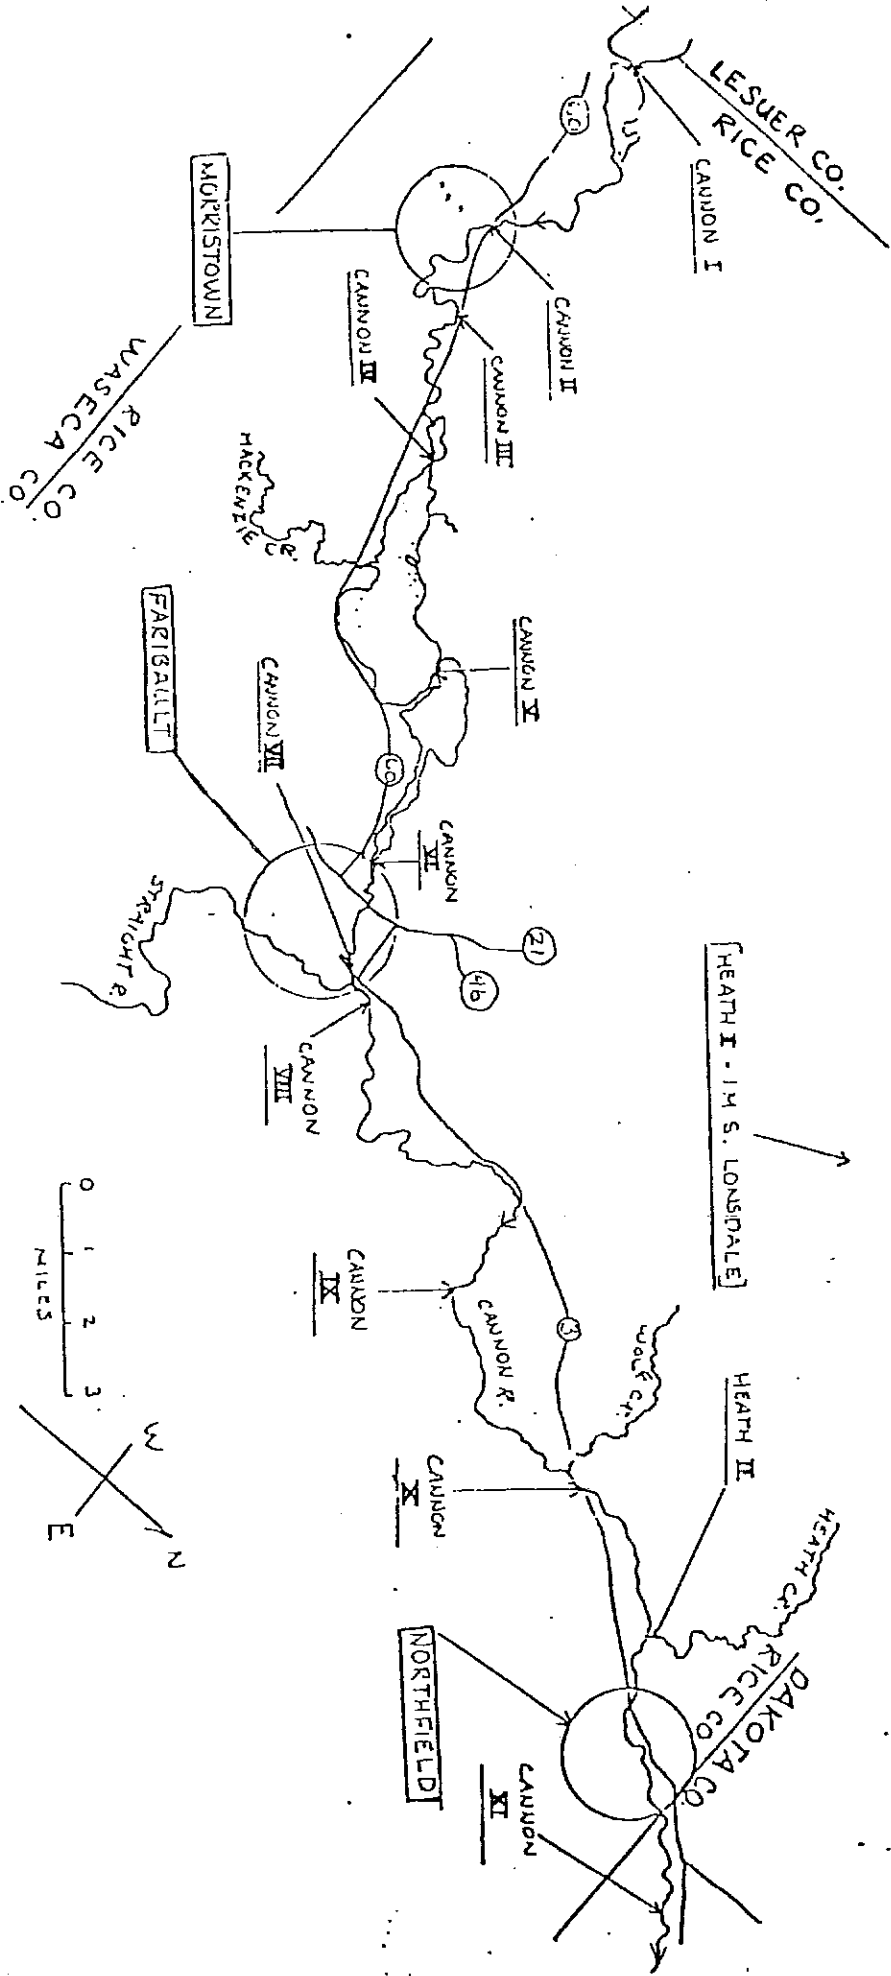 LESUER CO.
RICE CO.
CANNON I
60
MORRISTOWN
CANNON II
CANNON III
CANNON IV
RICE CO.
WASECA CO.
MACKENZIE CR.
CANNON V
FARIBAULT
CANNON VII
60
CANNON
VI
STRAIGHT R.
21
46
CANNON
VIII
[HEATH I - 1 M S. LONSDALE]
0 1 2 3
MILES
CANNON
IX
CANNON R.
3
WOLF CR.
HEATH II
CANNON
X
W
N
E
HEATH CR.
NORTHFIELD
DAKOTA CO.
RICE CO
CANNON
XI